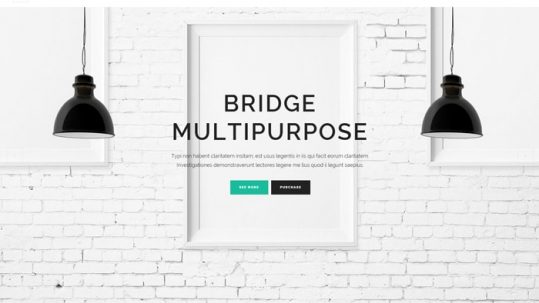 BRIDGE
MULTIPURPOSE
Typi non habent claritatem insitam; est usus legentis in iis qui facit eorum claritatem
Investigationes demonstraverunt lectores legere me lius quod ii legunt saepius.
SEE MORE PURCHASE